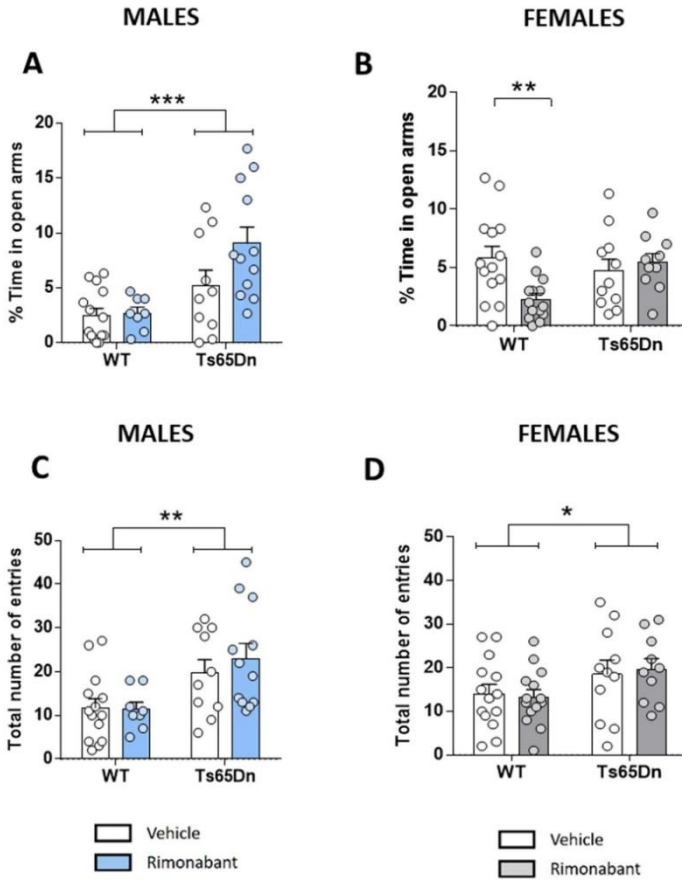 MALES
FEMALES
A
B
***
**
% Time in open arms
20
15
10
5
0
WT
Ts65Dn
% Time in open arms
20
15
10
5
0
WT
Ts65Dn
MALES
FEMALES
C
D
**
*
Total number of entries
50
40
30
20
10
0
WT
Ts65Dn
Total number of entries
50
40
30
20
10
0
WT
Ts65Dn
Vehicle
Rimonabant
Vehicle
Rimonabant